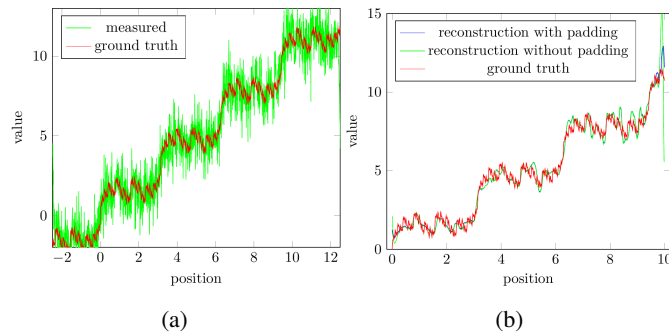 measured
ground truth
10
5
0
value
−2
0
2
4
6
8
10
12
position
(a)
reconstruction with padding
reconstruction without padding
ground truth
15
10
5
0
value
0
2
4
6
8
10
position
(b)